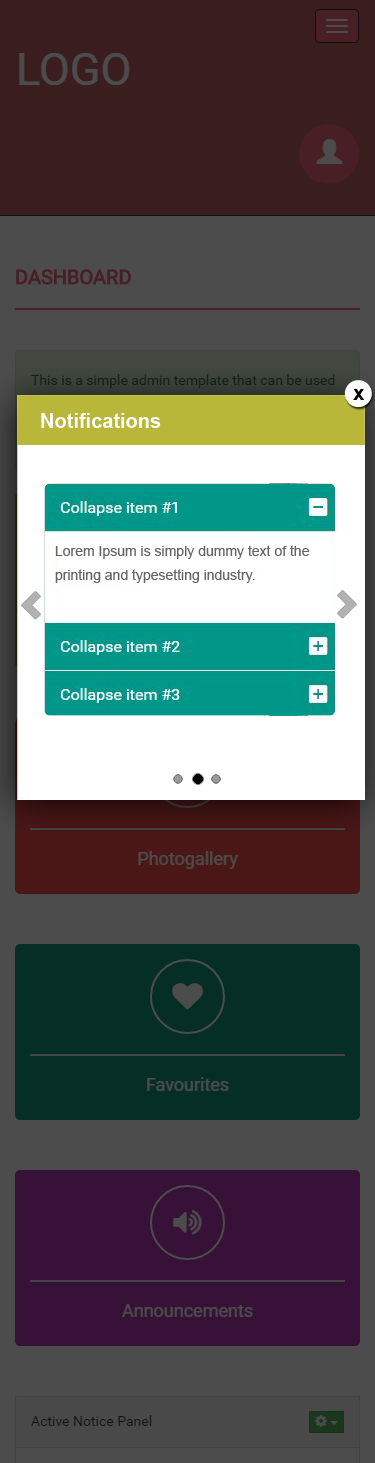 LOGO
DASHBOARD
This is a simple admin template that can be used
x
Notifications
Collapse item #1
Lorem Ipsum is simply dummy text of the
printing and typesetting industry.
Collapse item #2
Collapse item #3
Photogallery
Favourites
Announcements
Active Notice Panel